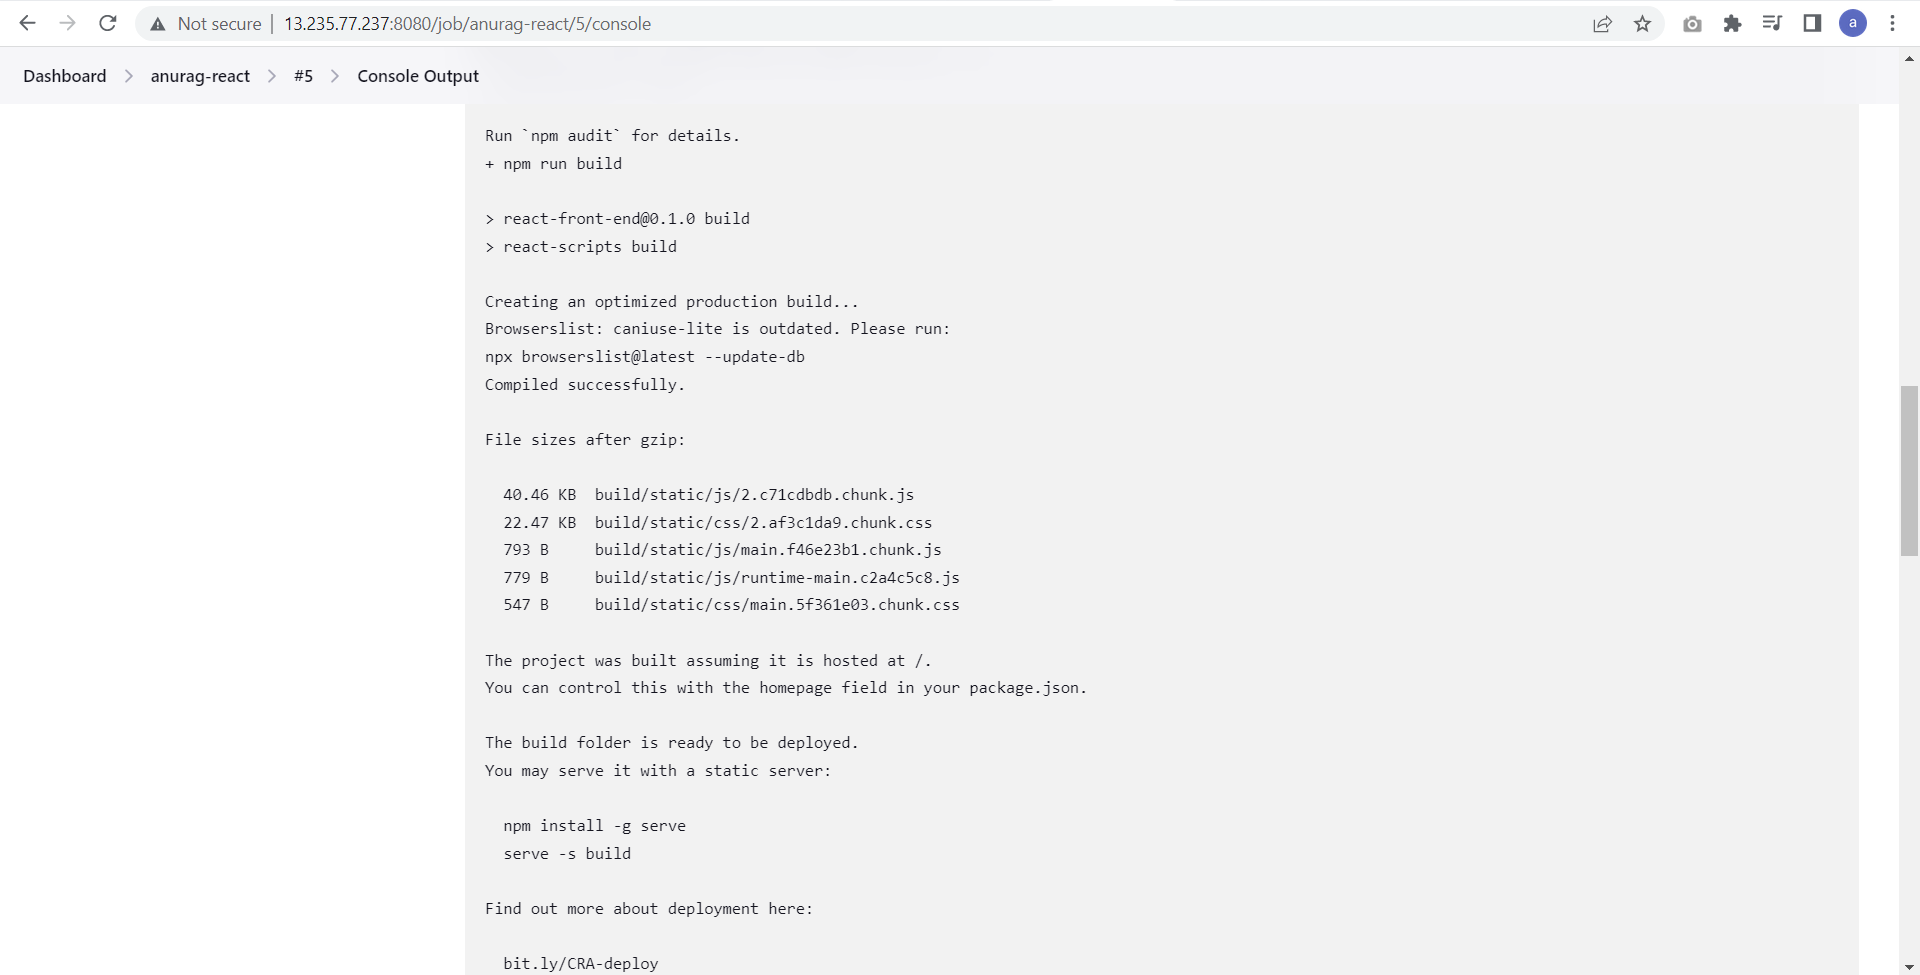 Not secure | 13.235.77.237:8080/job/anurag-react/5/console
a
Dashboard > anurag-react > #5 > Console Output
Run `npm audit` for details.
+ npm run build
> react-front-end@0.1.0 build
> react-scripts build
Creating an optimized production build...
Browserslist: caniuse-lite is outdated. Please run:
npx browserslist@latest --update-db
Compiled successfully.
File sizes after gzip:
40.46 KB  build/static/js/2.c71cdbdb.chunk.js
22.47 KB  build/static/css/2.af3c1da9.chunk.css
793 B     build/static/js/main.f46e23b1.chunk.js
779 B     build/static/js/runtime-main.c2a4c5c8.js
547 B     build/static/css/main.5f361e03.chunk.css
The project was built assuming it is hosted at /.
You can control this with the homepage field in your package.json.
The build folder is ready to be deployed.
You may serve it with a static server:
npm install -g serve
serve -s build
Find out more about deployment here:
bit.ly/CRA-deploy